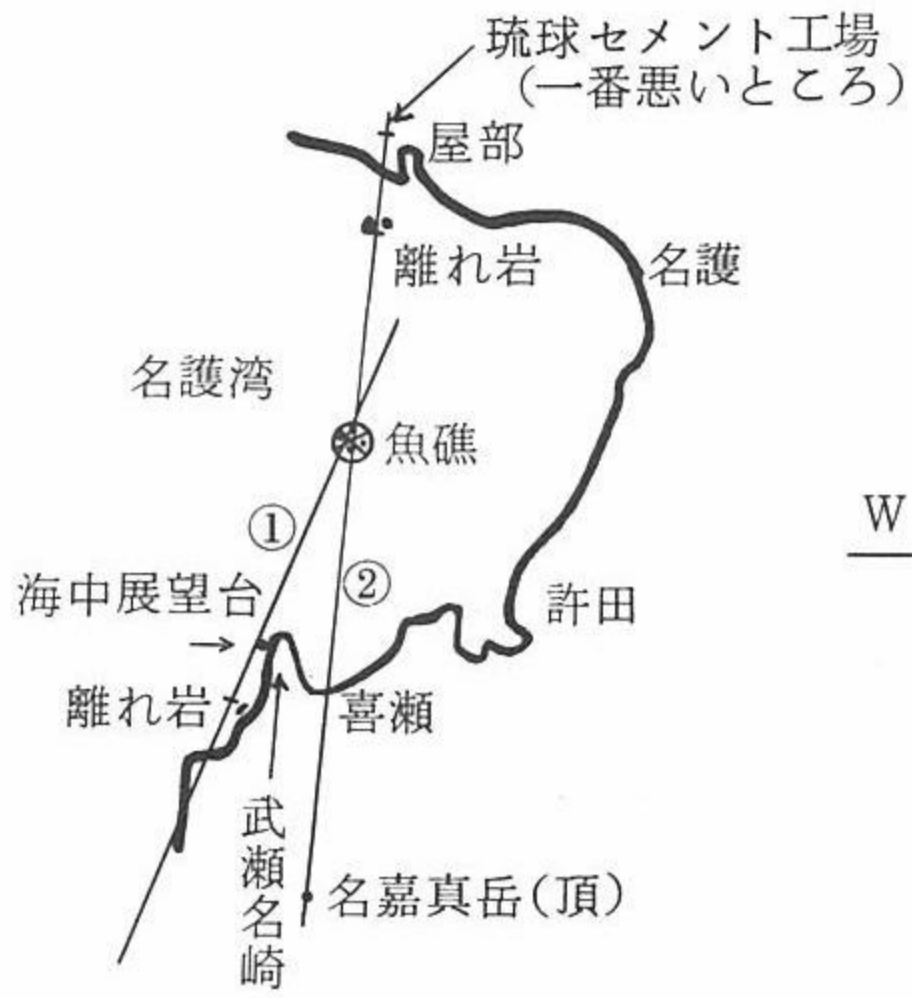 琉球セメント工場
(一番悪いところ)
屋部
離れ岩
名護
名護湾
魚礁
①
W
②
海中展望台
許田
→
離れ岩
喜瀬
武瀬名崎
名嘉真岳(頂)